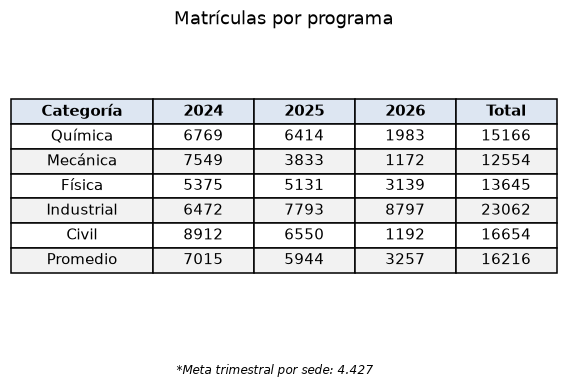 Matrículas por programa
Categoría 2024 2025 2026 Total
Química 6769 6414 1983 15166
Mecánica 7549 3833 1172 12554
Física 5375 5131 3139 13645
Industrial 6472 7793 8797 23062
Civil 8912 6550 1192 16654
Promedio 7015 5944 3257 16216
*Meta trimestral por sede: 4.427